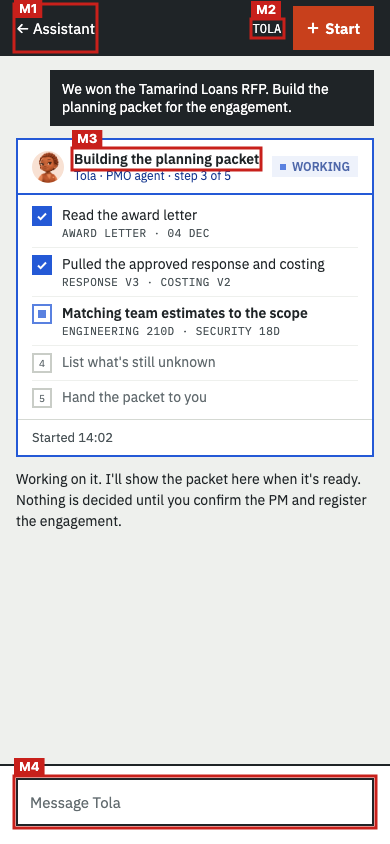 M1
M2
← Assistant
TOLA
+ Start
We won the Tamarind Loans RFP. Build the
planning packet for the engagement.
M3
Building the planning packet
Tola · PMO agent · step 3 of 5
WORKING
Read the award letter
AWARD LETTER · 04 DEC
Pulled the approved response and costing
RESPONSE V3 · COSTING V2
Matching team estimates to the scope
ENGINEERING 210D · SECURITY 18D
4 List what's still unknown
5 Hand the packet to you
Started 14:02
Working on it. I'll show the packet here when it's ready.
Nothing is decided until you confirm the PM and register
the engagement.
M4
Message Tola